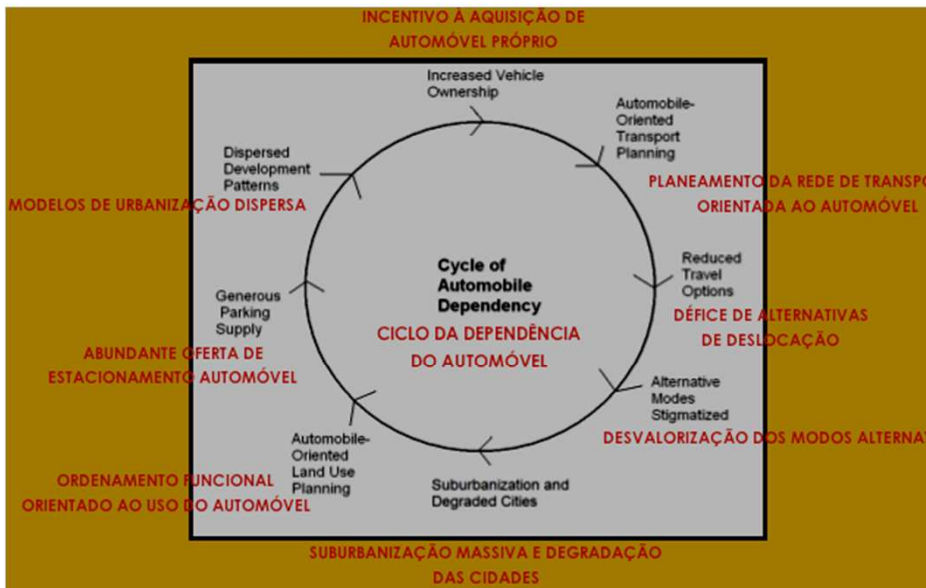 INCENTIVO À AQUISIÇÃO DE
AUTOMÓVEL PRÓPRIO
Increased Vehicle
Ownership
Automobile-
Oriented
Transport
Planning
PLANEAMENTO DA REDE DE TRANSPO
ORIENTADA AO AUTOMÓVEL
Reduced
Travel
Options
DÉFICE DE ALTERNATIVAS
DE DESLOCAÇÃO
Alternative
Modes
Stigmatized
DESVALORIZAÇÃO DOS MODOS ALTERNAT
Suburbanization and
Degraded Cities
SUBURBANIZAÇÃO MASSIVA E DEGRADAÇÃO
DAS CIDADES
Automobile-
Oriented
Land Use
Planning
ORDENAMENTO FUNCIONAL
ORIENTADO AO USO DO AUTOMÓVEL
Generous
Parking
Supply
ABUNDANTE OFERTA DE
ESTACIONAMENTO AUTOMÓVEL
Dispersed
Development
Patterns
MODELOS DE URBANIZAÇÃO DISPERSA
Cycle of
Automobile
Dependency
CICLO DA DEPENDÊNCIA
DO AUTOMÓVEL